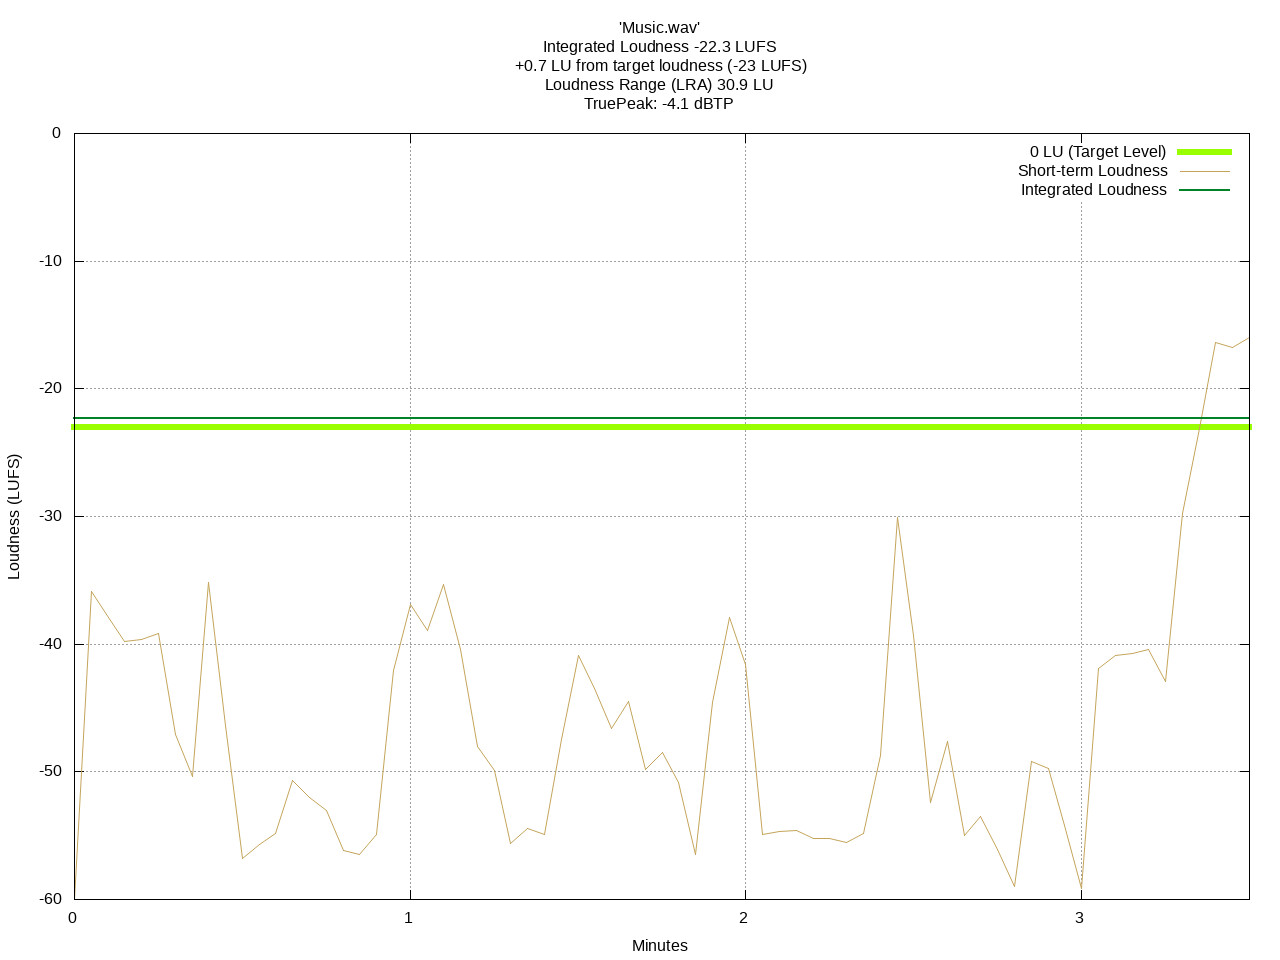 'Music.wav'
Integrated Loudness -22.3 LUFS
+0.7 LU from target loudness (-23 LUFS)
Loudness Range (LRA) 30.9 LU
TruePeak: -4.1 dBTP
0 LU (Target Level)
Short-term Loudness
Integrated Loudness
0
-10
-20
-30
-40
-50
-60
Loudness (LUFS)
0
1
2
3
Minutes